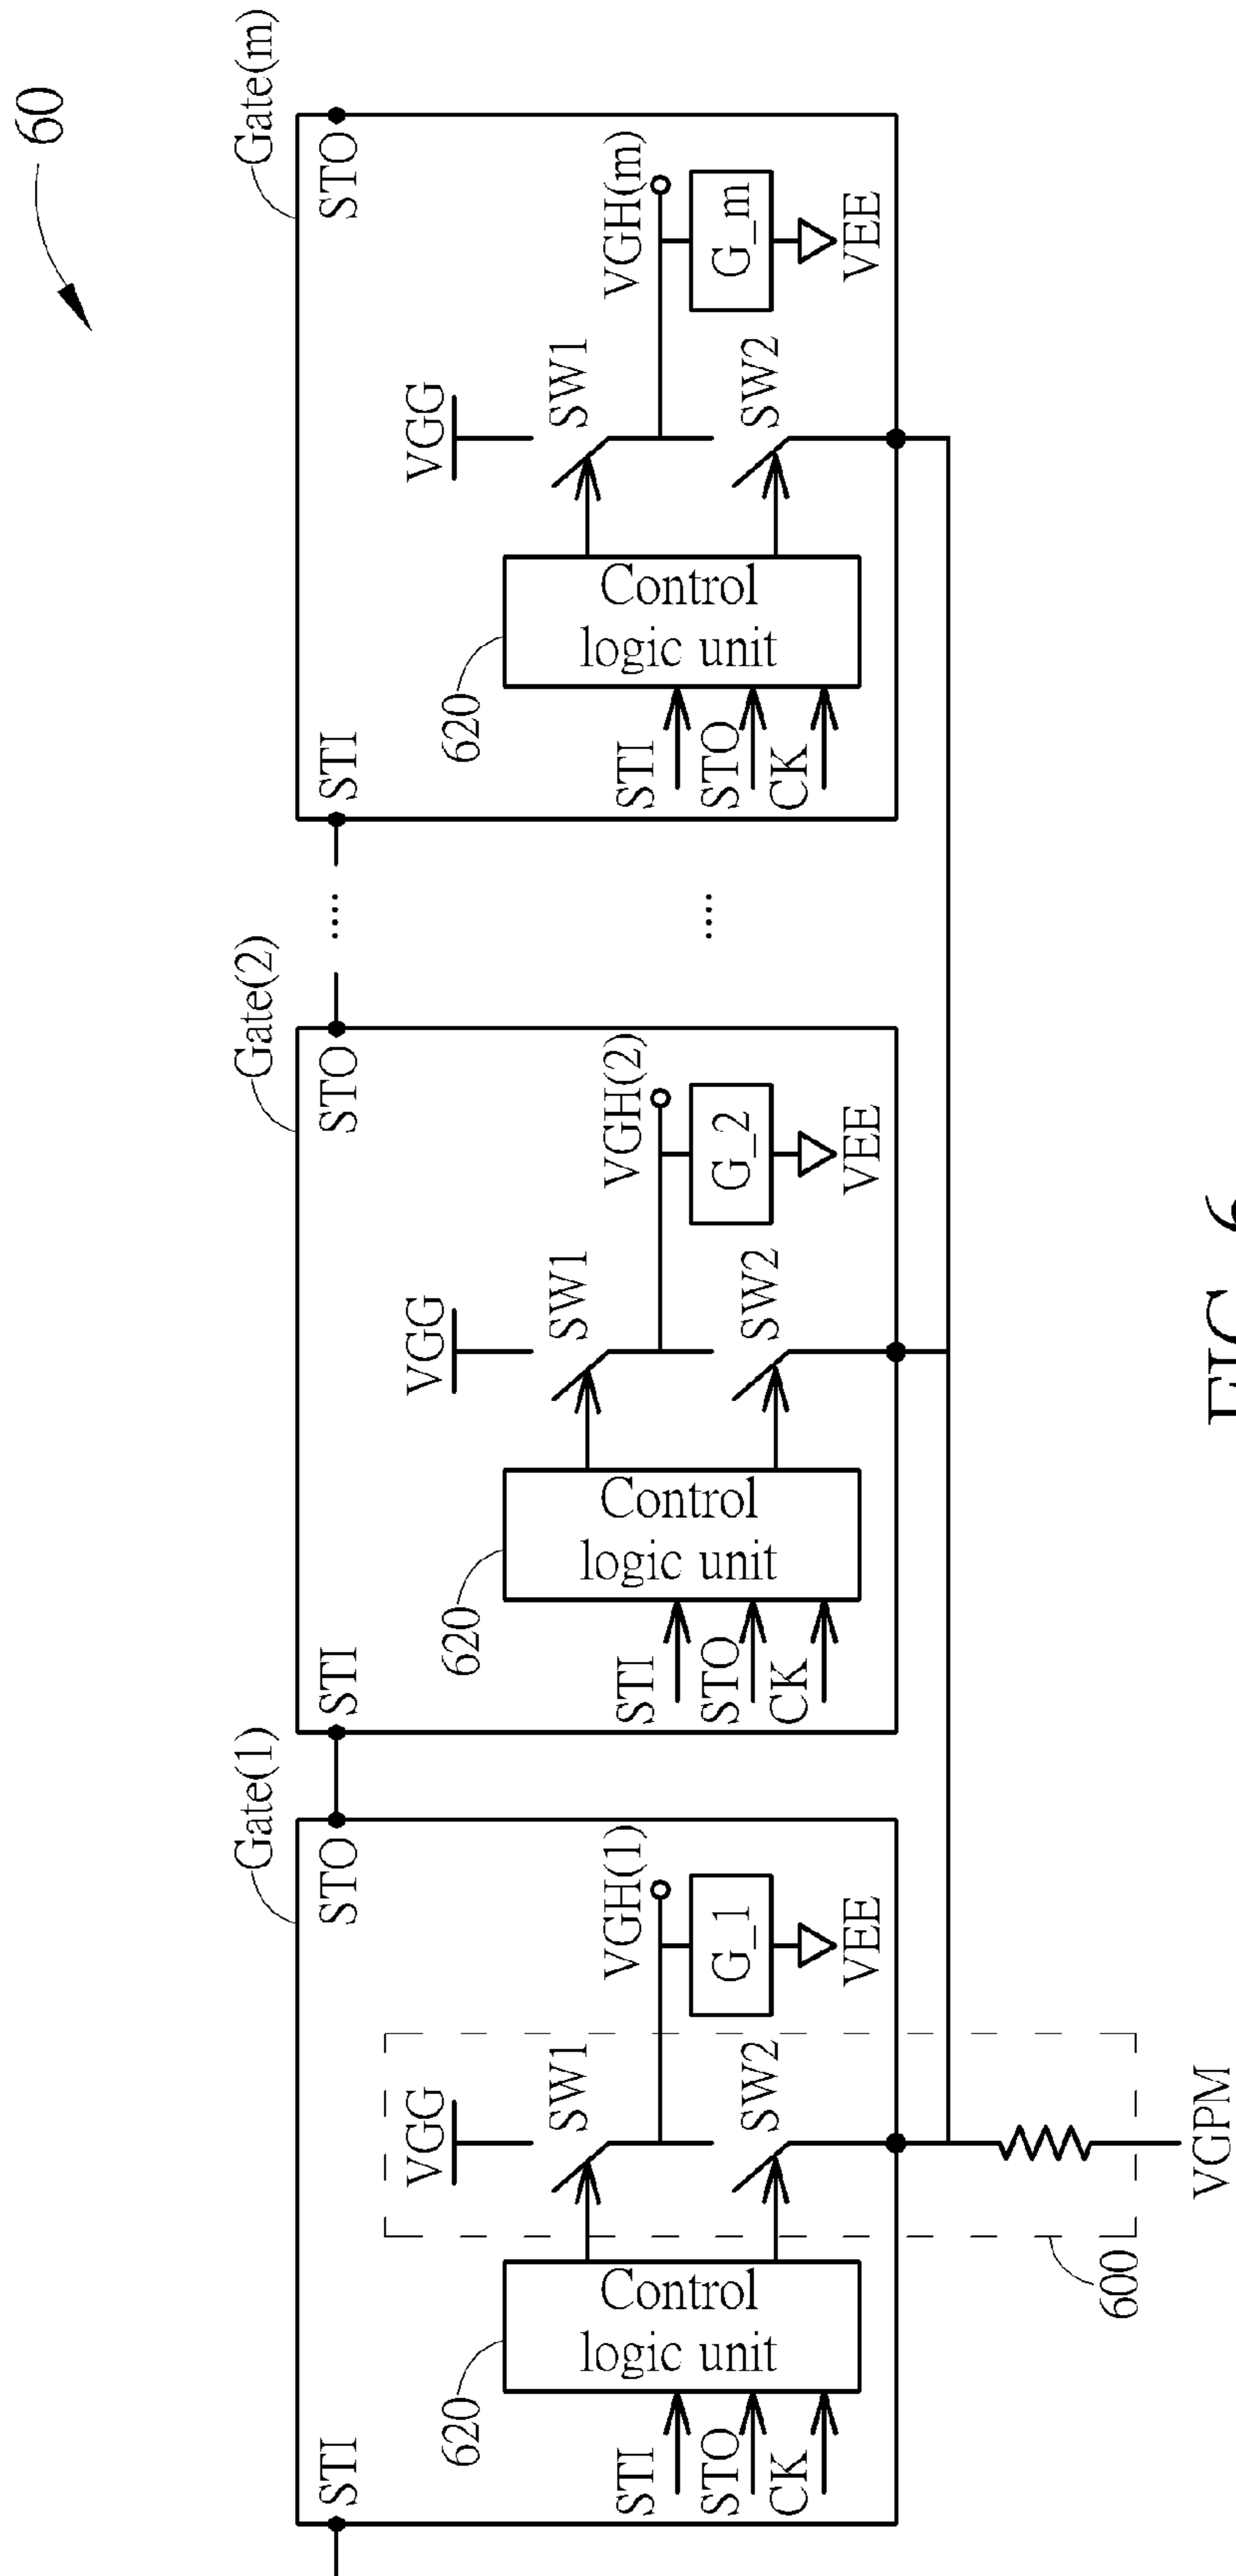 60
Gate(1)
STI
STO
VGG
SW1
VGH(1)
620
Control
logic unit
STI
STO
CK
SW2
G_1
VEE
600
VGPM
Gate(2)
STI
STO
VGG
SW1
VGH(2)
620
Control
logic unit
STI
STO
CK
SW2
G_2
VEE
....
....
Gate(m)
STI
STO
VGG
SW1
VGH(m)
620
Control
logic unit
STI
STO
CK
SW2
G_m
VEE
FIG. 6